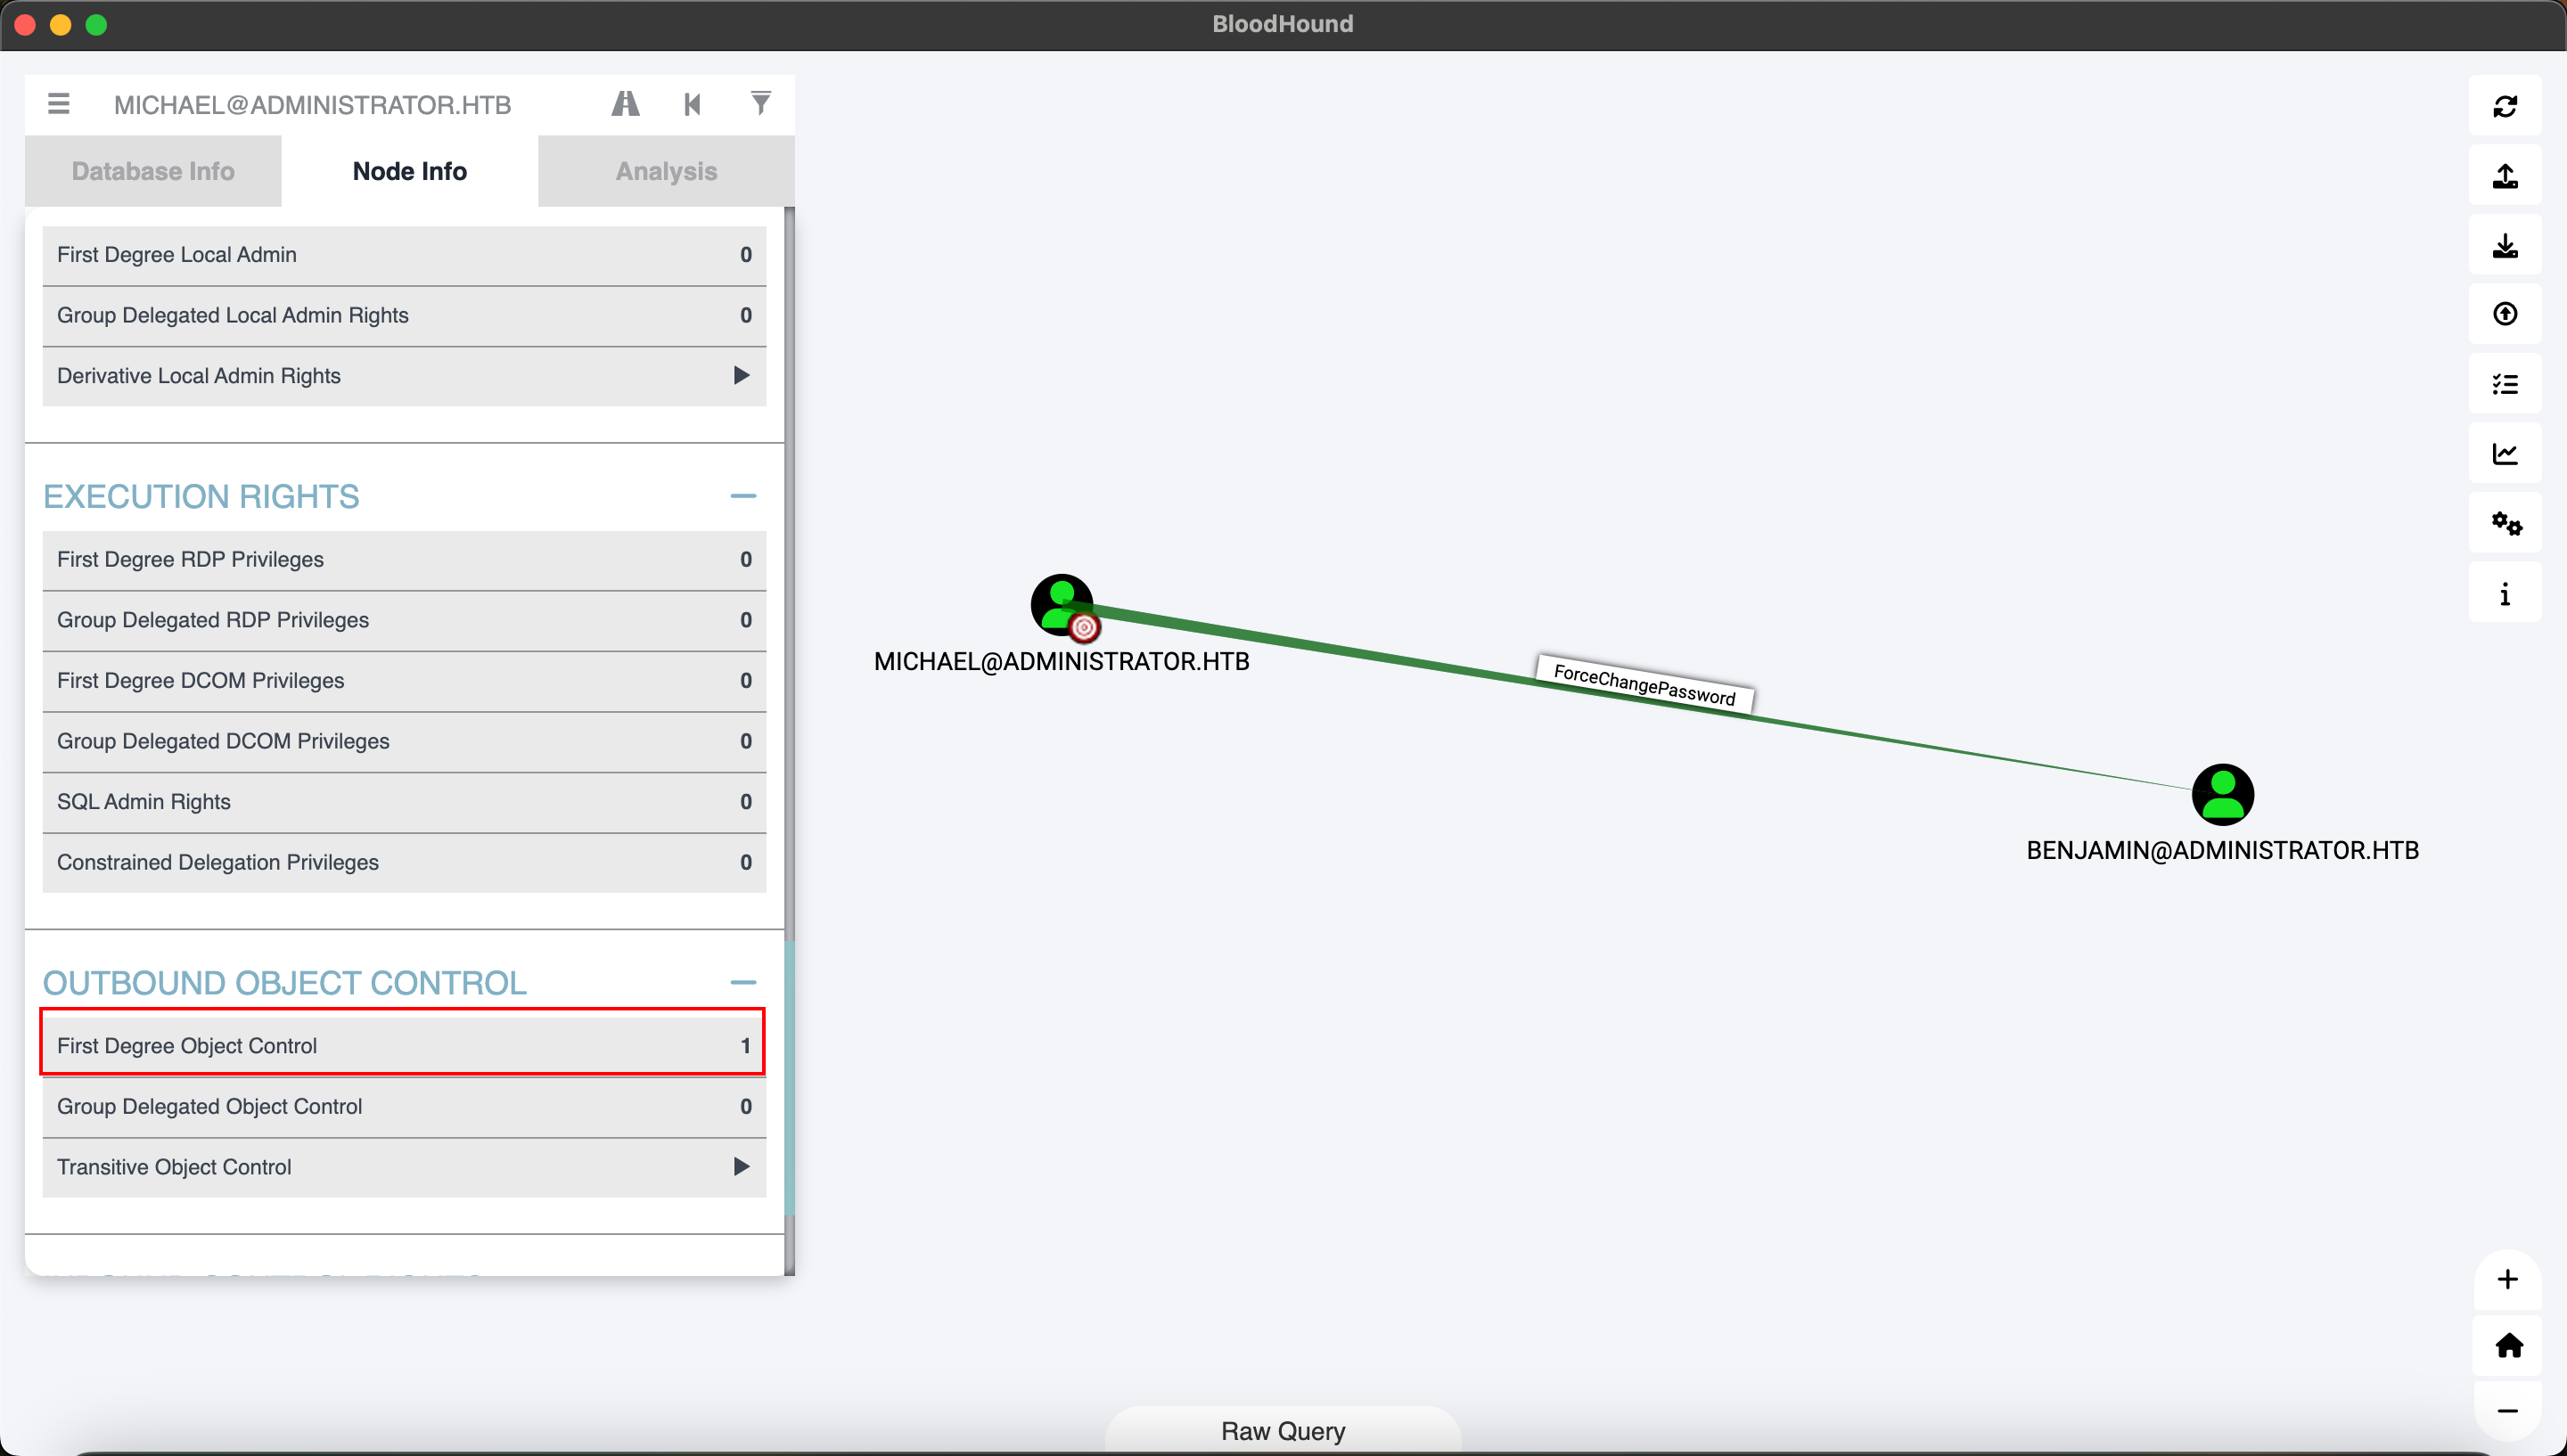 BloodHound
MICHAEL@ADMINISTRATOR.HTB
Database Info
Node Info
Analysis
First Degree Local Admin 0
Group Delegated Local Admin Rights 0
Derivative Local Admin Rights
EXECUTION RIGHTS
First Degree RDP Privileges 0
Group Delegated RDP Privileges 0
First Degree DCOM Privileges 0
Group Delegated DCOM Privileges 0
SQL Admin Rights 0
Constrained Delegation Privileges 0
OUTBOUND OBJECT CONTROL
First Degree Object Control 1
Group Delegated Object Control 0
Transitive Object Control
MICHAEL@ADMINISTRATOR.HTB
ForceChangePassword
BENJAMIN@ADMINISTRATOR.HTB
Raw Query